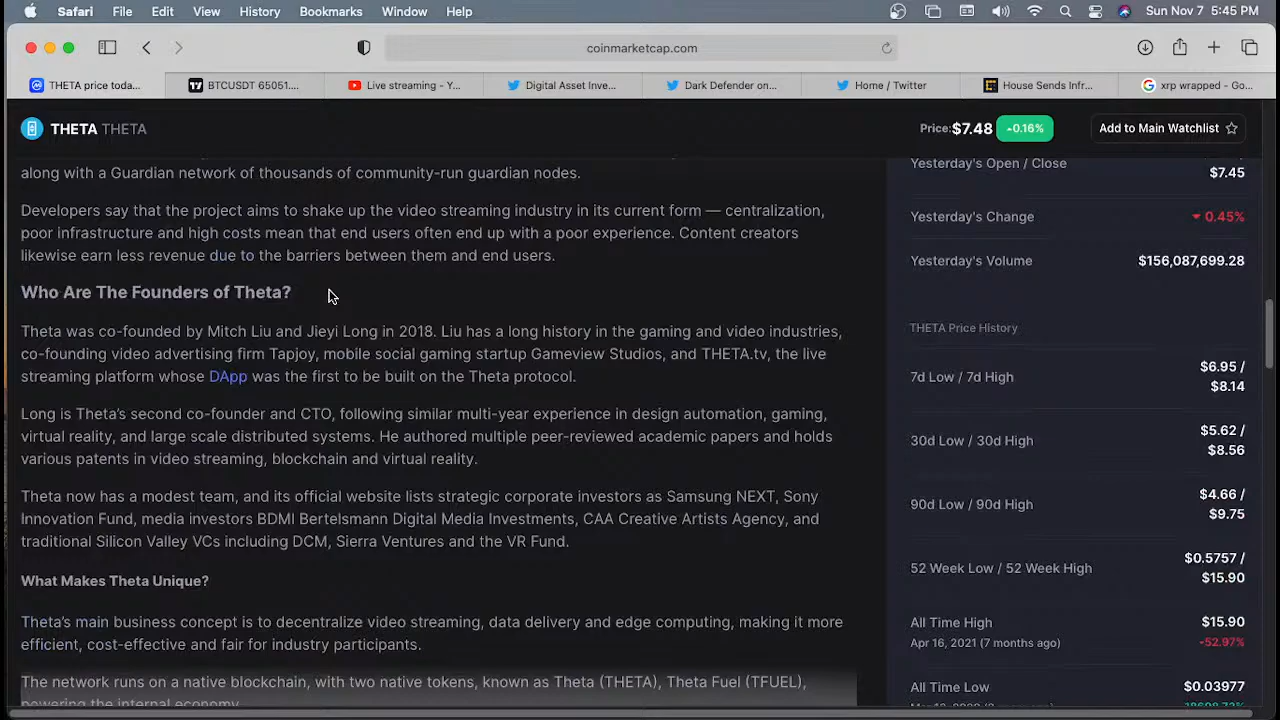 Safari File Edit View History Bookmarks Window Help Sun Nov 7 5:45 PM
coinmarketcap.com
THETA price toda... BTCUSDT 65051.... Live streaming - Y... Digital Asset Inve... Dark Defender on... Home / Twitter House Sends Infr... xrp wrapped - Go...
THETA THETA Price:$7.48 0.16% Add to Main Watchlist
along with a Guardian network of thousands of community-run guardian nodes.
Developers say that the project aims to shake up the video streaming industry in its current form — centralization,
poor infrastructure and high costs mean that end users often end up with a poor experience. Content creators
likewise earn less revenue due to the barriers between them and end users.
Who Are The Founders of Theta?
Theta was co-founded by Mitch Liu and Jieyi Long in 2018. Liu has a long history in the gaming and video industries,
co-founding video advertising firm Tapjoy, mobile social gaming startup Gameview Studios, and THETA.tv, the live
streaming platform whose DApp was the first to be built on the Theta protocol.
Long is Theta's second co-founder and CTO, following similar multi-year experience in design automation, gaming,
virtual reality, and large scale distributed systems. He authored multiple peer-reviewed academic papers and holds
various patents in video streaming, blockchain and virtual reality.
Theta now has a modest team, and its official website lists strategic corporate investors as Samsung NEXT, Sony
Innovation Fund, media investors BDMI Bertelsmann Digital Media Investments, CAA Creative Artists Agency, and
traditional Silicon Valley VCs including DCM, Sierra Ventures and the VR Fund.
What Makes Theta Unique?
Theta's main business concept is to decentralize video streaming, data delivery and edge computing, making it more
efficient, cost-effective and fair for industry participants.
The network runs on a native blockchain, with two native tokens, known as Theta (THETA), Theta Fuel (TFUEL),
powering the internal economy.
Yesterday's Open / Close
$7.45
Yesterday's Change 0.45%
Yesterday's Volume $156,087,699.28
THETA Price History
7d Low / 7d High $6.95 /
$8.14
30d Low / 30d High $5.62 /
$8.56
90d Low / 90d High $4.66 /
$9.75
52 Week Low / 52 Week High $0.5757 /
$15.90
All Time High $15.90
Apr 16, 2021 (7 months ago) -52.97%
All Time Low $0.03977